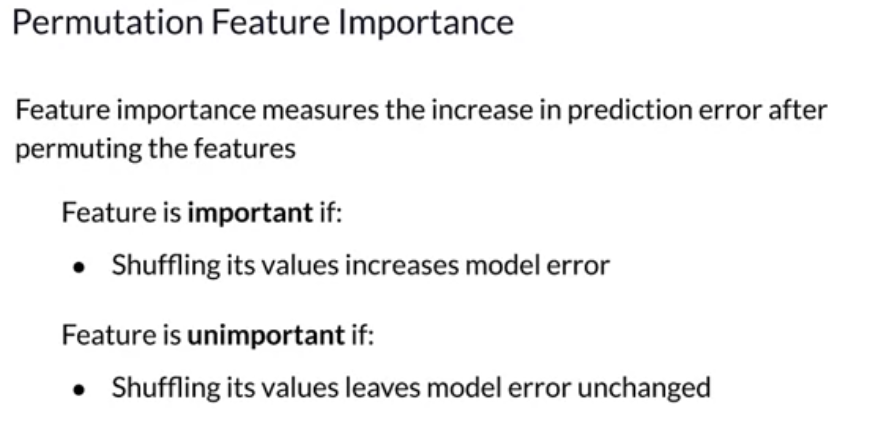 Permutation Feature Importance
Feature importance measures the increase in prediction error after
permuting the features
Feature is important if:
• Shuffling its values increases model error
Feature is unimportant if:
• Shuffling its values leaves model error unchanged